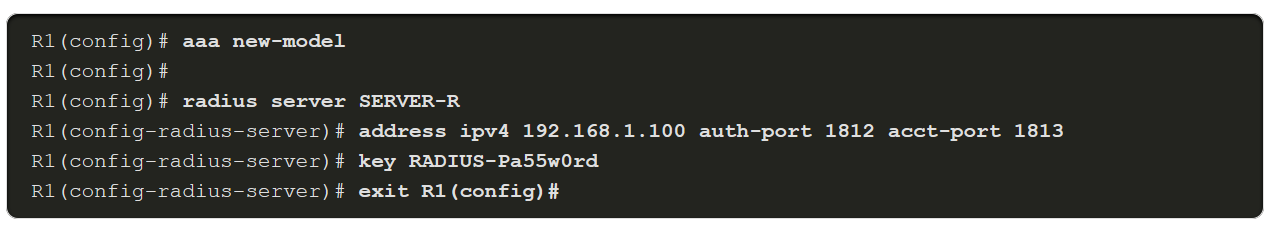 R1(config)# aaa new-model
R1(config)#
R1(config)# radius server SERVER-R
R1(config-radius-server)# address ipv4 192.168.1.100 auth-port 1812 acct-port 1813
R1(config-radius-server)# key RADIUS-Pa55w0rd
R1(config-radius-server)# exit R1(config)#